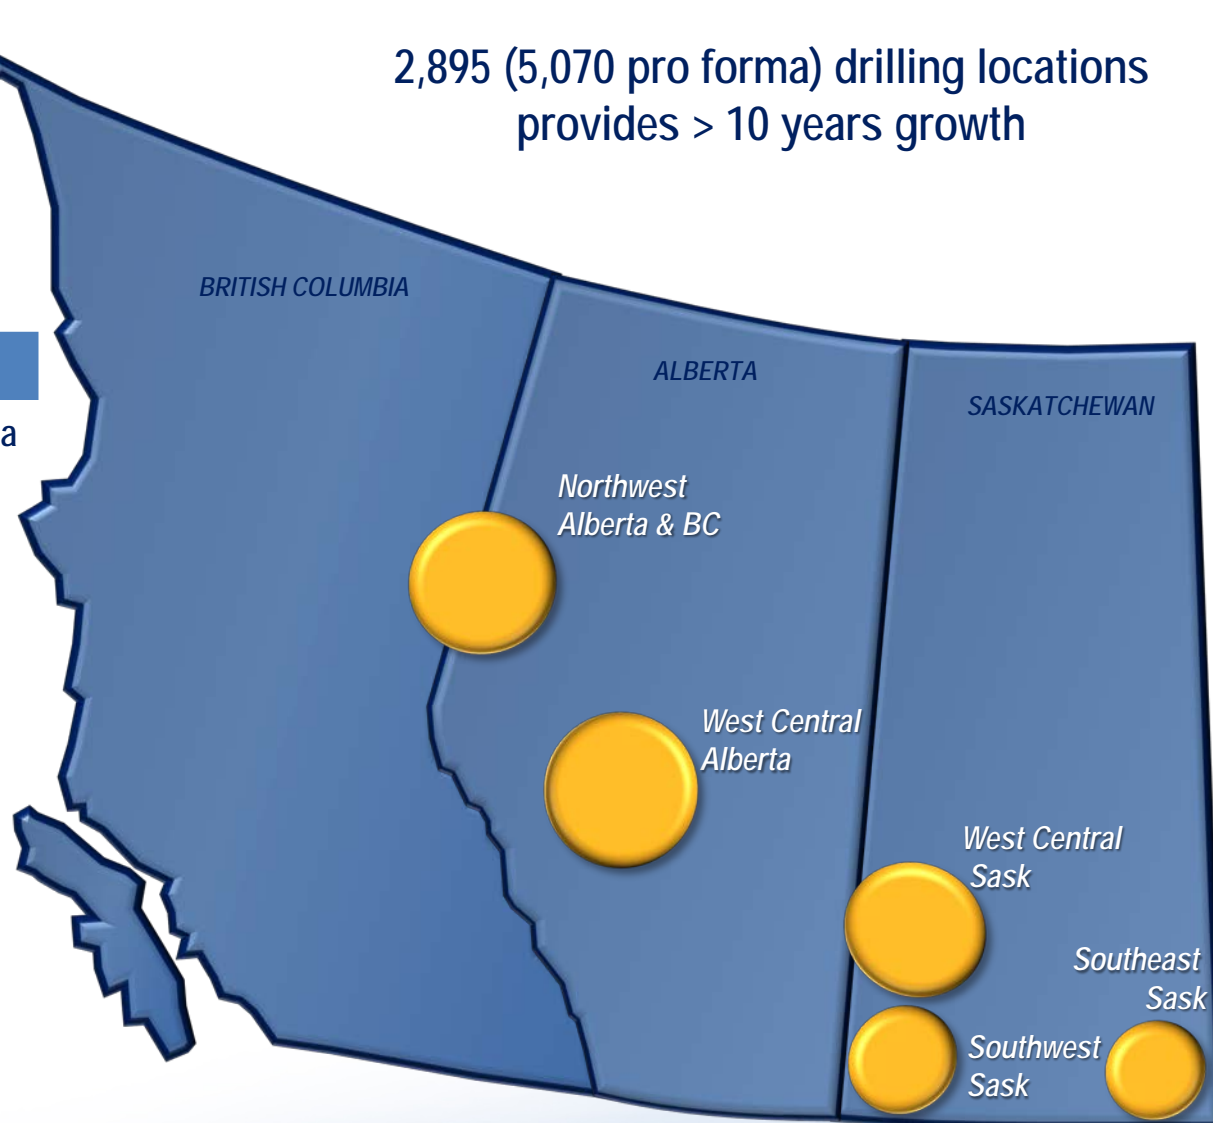 2,895 (5,070 pro forma) drilling locations
provides > 10 years growth
BRITISH COLUMBIA
ALBERTA
SASKATCHEWAN
a
Northwest
Alberta & BC
West Central
Alberta
West Central
Sask
Southeast
Sask
Southwest
Sask